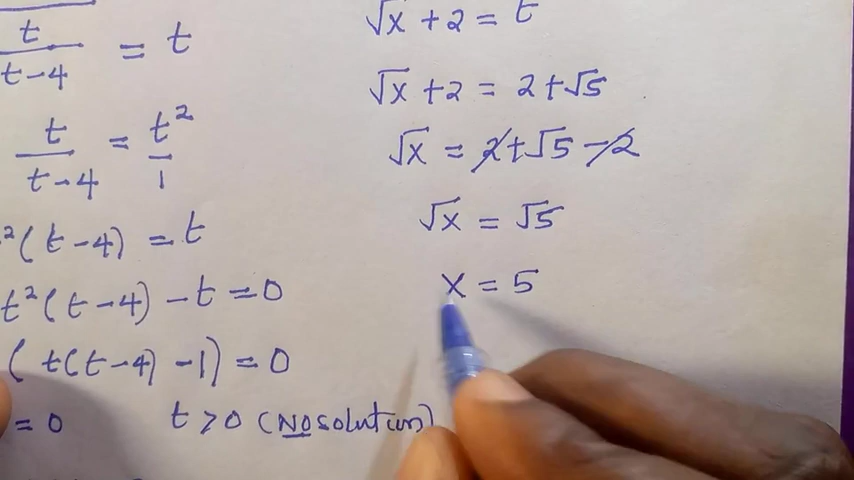 t/(t-4) = t
t/(t-4) = t²/1
²(t-4) = t
t²(t-4) - t = 0
(t(t-4) - 1) = 0
= 0 t > 0 (No solution)
√x + 2 = t
√x + 2 = 2 + √5
√x = 2 + √5 - 2
√x = √5
x = 5